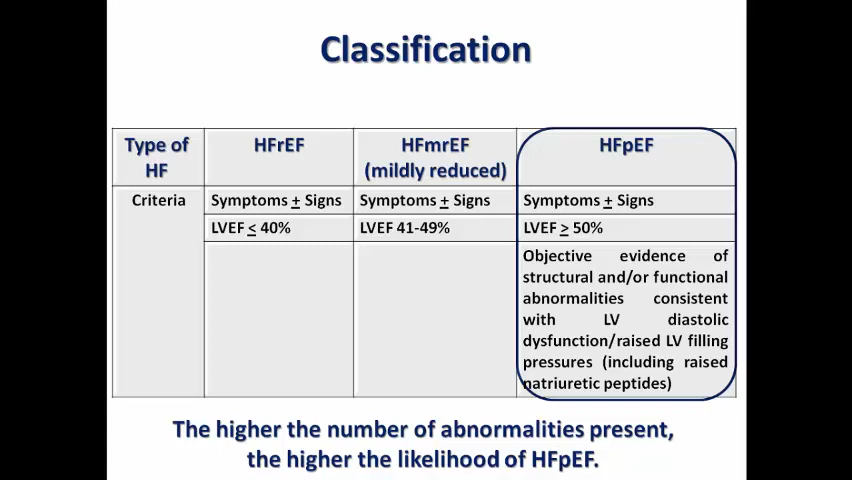 Classification
Type of HF
HFrEF
HFmrEF
(mildly reduced)
HFpEF
Criteria
Symptoms ± Signs
Symptoms ± Signs
Symptoms ± Signs
LVEF ≤ 40%
LVEF 41-49%
LVEF ≥ 50%
Objective evidence of
structural and/or functional
abnormalities consistent
with LV diastolic
dysfunction/raised LV filling
pressures (including raised
natriuretic peptides)
The higher the number of abnormalities present,
the higher the likelihood of HFpEF.